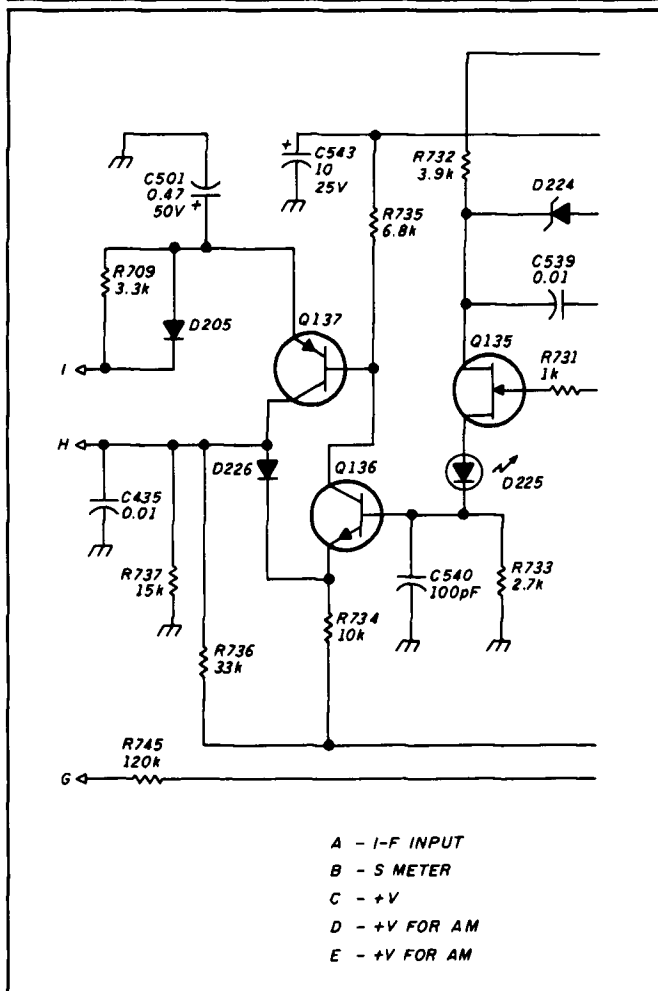 C501
0.47
50V
+
+
C543
10
25V
R732
3.9k
D224
R735
6.8k
R709
3.3k
D205
C539
0.01
Q137
Q135
R731
1k
I
H
D226
Q136
D225
C435
0.01
R737
15k
C540
100pF
R733
2.7k
R734
10k
R736
33k
R745
120k
G
A - I-F INPUT
B - S METER
C - +V
D - +V FOR AM
E - +V FOR AM